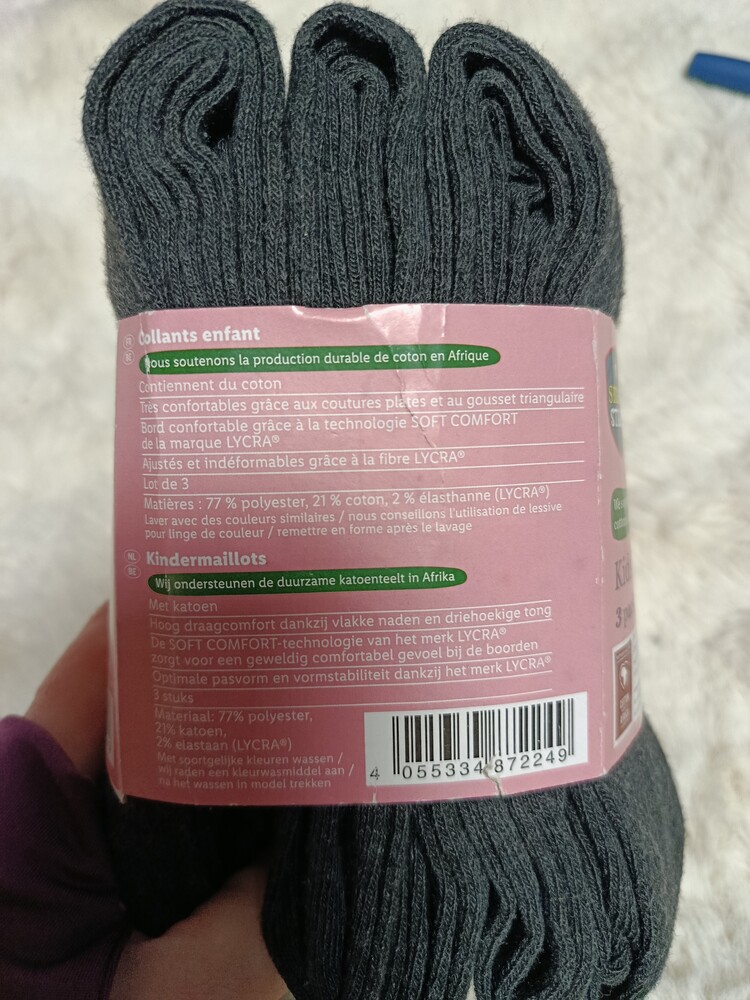 FR
BE
Collants enfant
Nous soutenons la production durable de coton en Afrique
Contiennent du coton
Très confortables grâce aux coutures plates et au gousset triangulaire
Bord confortable grâce à la technologie SOFT COMFORT
de la marque LYCRA®
Ajustés et indéformables grâce à la fibre LYCRA®
Lot de 3
Matières : 77 % polyester, 21 % coton, 2 % élasthanne (LYCRA®)
Laver avec des couleurs similaires / nous conseillons l'utilisation de lessive
pour linge de couleur / remettre en forme après le lavage
NL
BE
Kindermaillots
Wij ondersteunen de duurzame katoenteelt in Afrika
Met katoen
Hoog draagcomfort dankzij vlakke naden en driehoekige tong
De SOFT COMFORT-technologie van het merk LYCRA®
zorgt voor een geweldig comfortabel gevoel bij de boorden
Optimale pasvorm en vormstabiliteit dankzij het merk LYCRA®
3 stuks
Materiaal: 77% polyester,
21% katoen,
2% elastaan (LYCRA®)
Met soortgelijke kleuren wassen /
wij raden een kleurwasmiddel aan /
na het wassen in model trekken
4 055334 872249